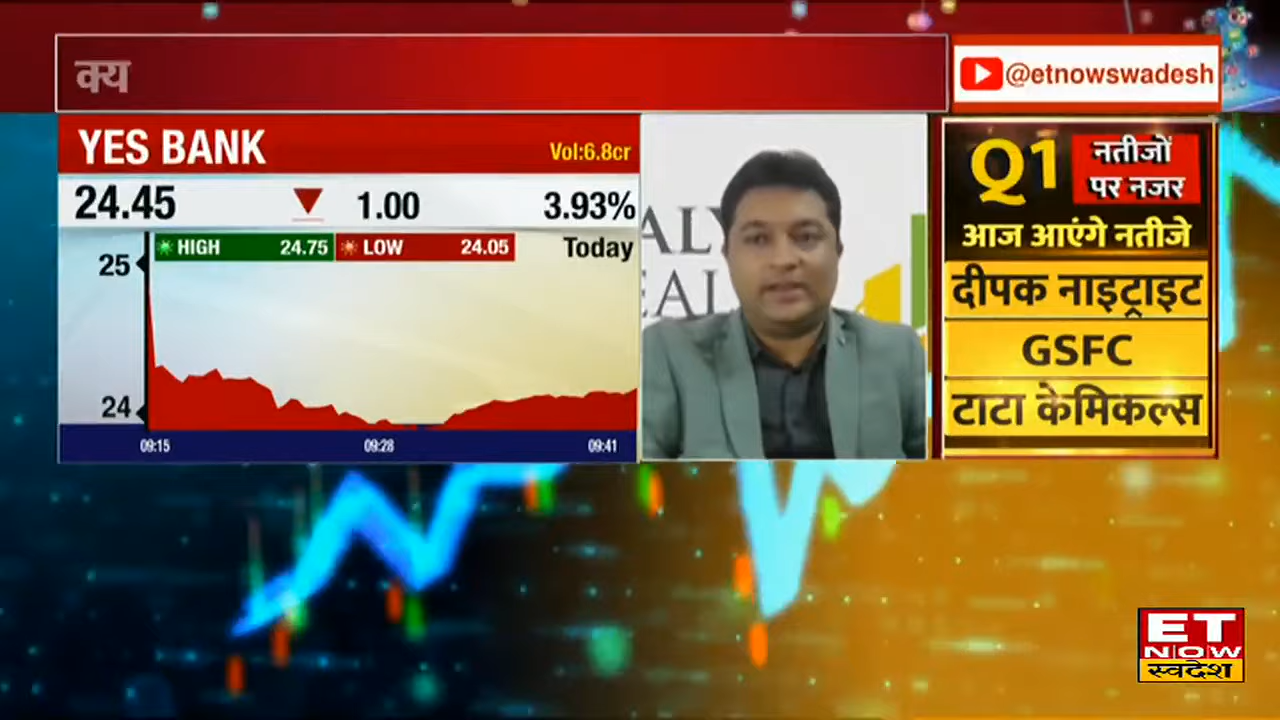 क्य
@etnowswadesh
YES BANK
Vol:6.8cr
24.45 1.00 3.93%
HIGH 24.75 LOW 24.05 Today
25
24
09:15 09:28 09:41
Q1 नतीजों
पर नजर
आज आएंगे नतीजे
दीपक नाइट्राइट
GSFC
टाटा केमिकल्स
ET
NOW
स्वदेश